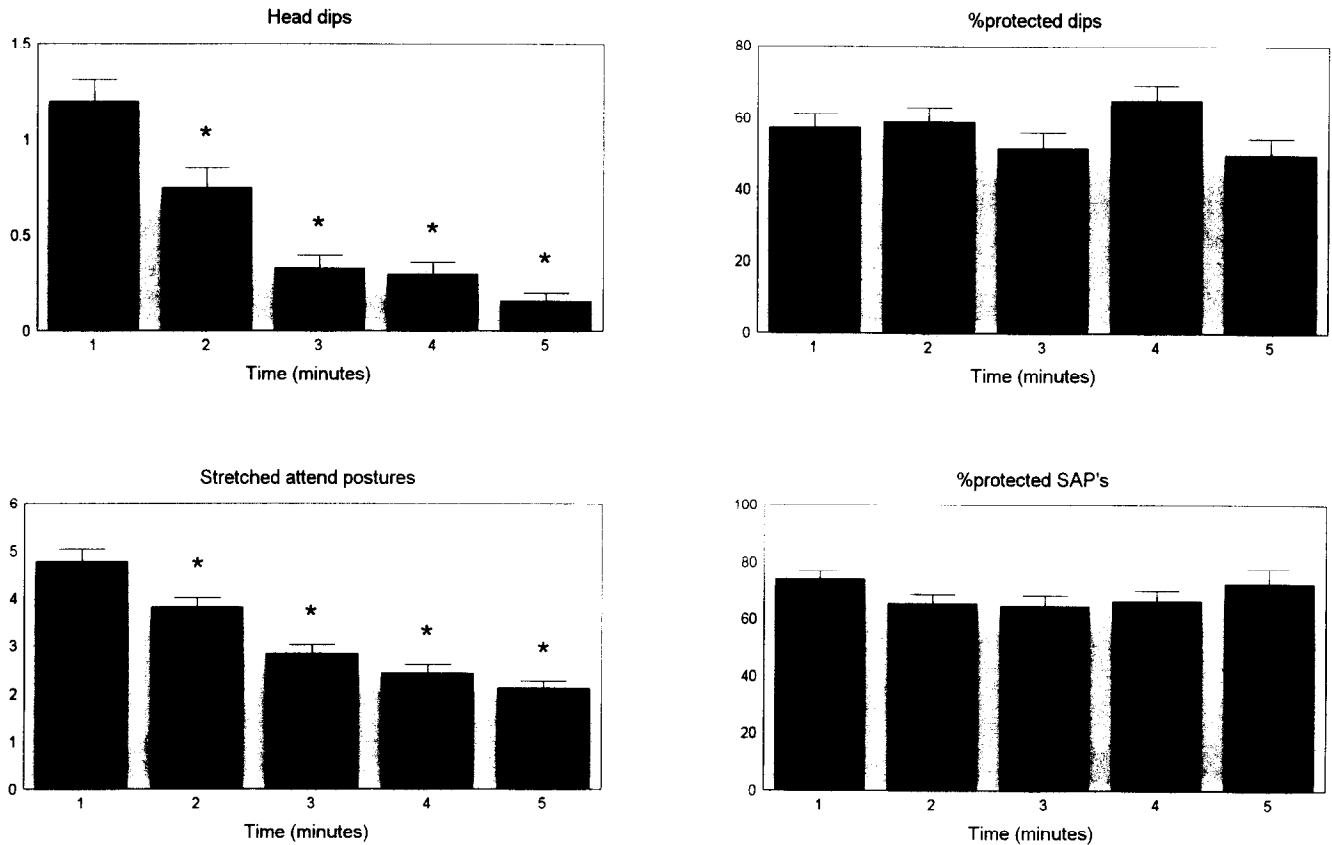 Head dips
1.5
1
0.5
0
*
*
*
*
1 2 3 4 5
Time (minutes)
%protected dips
80
60
40
20
0
1 2 3 4 5
Time (minutes)
Stretched attend postures
6
5
4
3
2
1
0
*
*
*
*
1 2 3 4 5
Time (minutes)
%protected SAP's
100
80
60
40
20
0
1 2 3 4 5
Time (minutes)